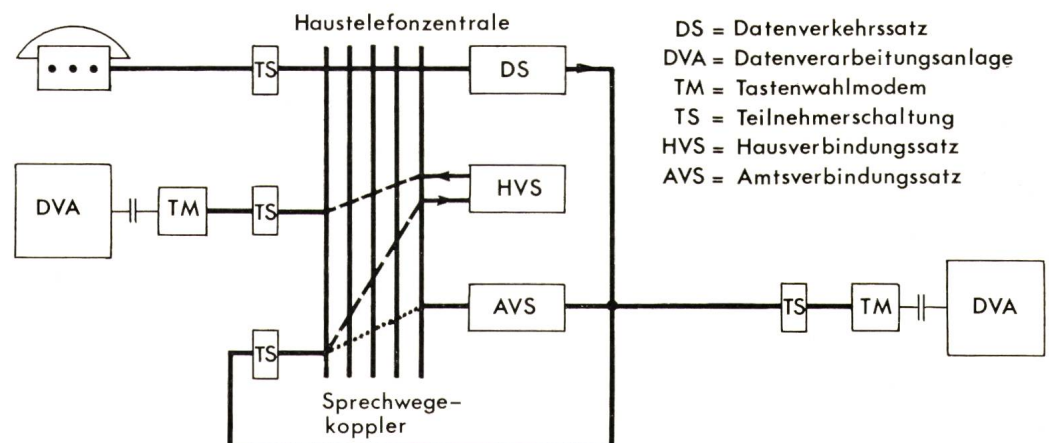 Haustelefonzentrale
TS
DS
DS = Datenverkehrssatz
DVA = Datenverarbeitungsanlage
TM = Tastenwahlmodem
TS = Teilnehmerschaltung
HVS = Hausverbindungssatz
AVS = Amtsverbindungssatz
DVA
TM
TS
HVS
TS
AVS
TS
TM
DVA
Sprechwege-
koppler